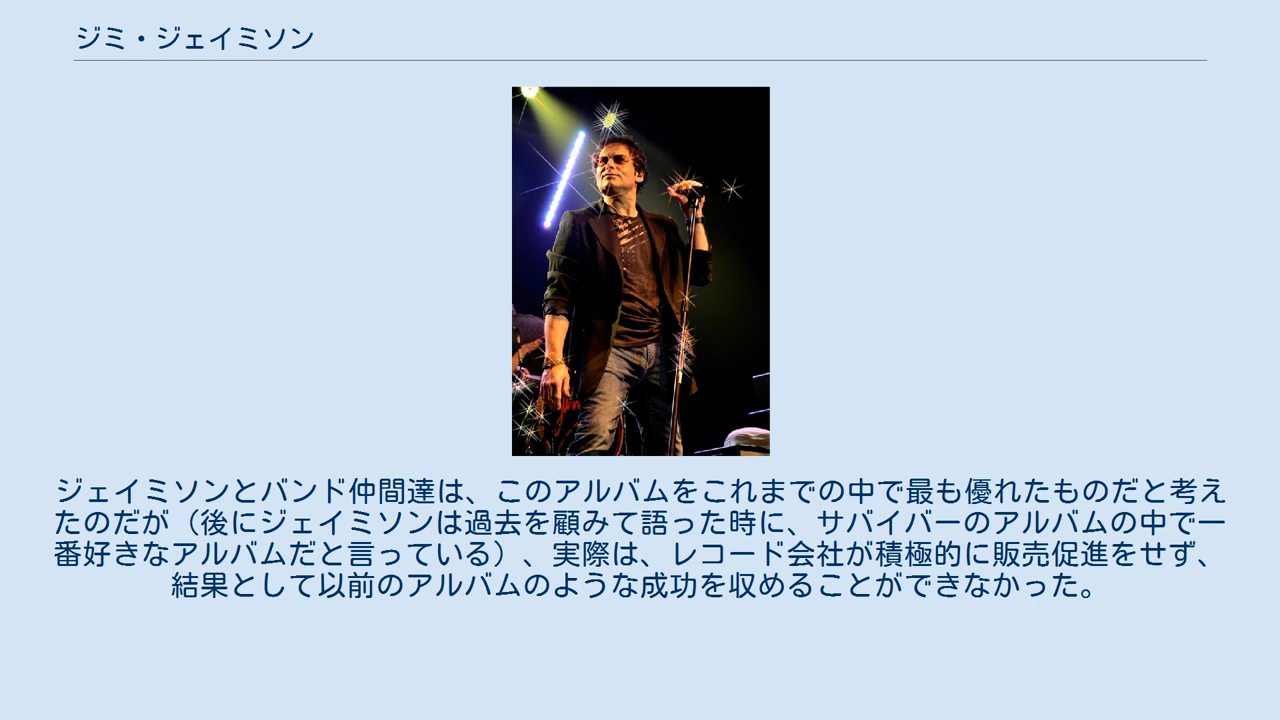 ジミ・ジェイミソン
ジェイミソンとバンド仲間達は、このアルバムをこれまでの中で最も優れたものだと考え
たのだが（後にジェイミソンは過去を顧みて語った時に、サバイバーのアルバムの中で一
番好きなアルバムだと言っている）、実際は、レコード会社が積極的に販売促進をせず、
結果として以前のアルバムのような成功を収めることができなかった。